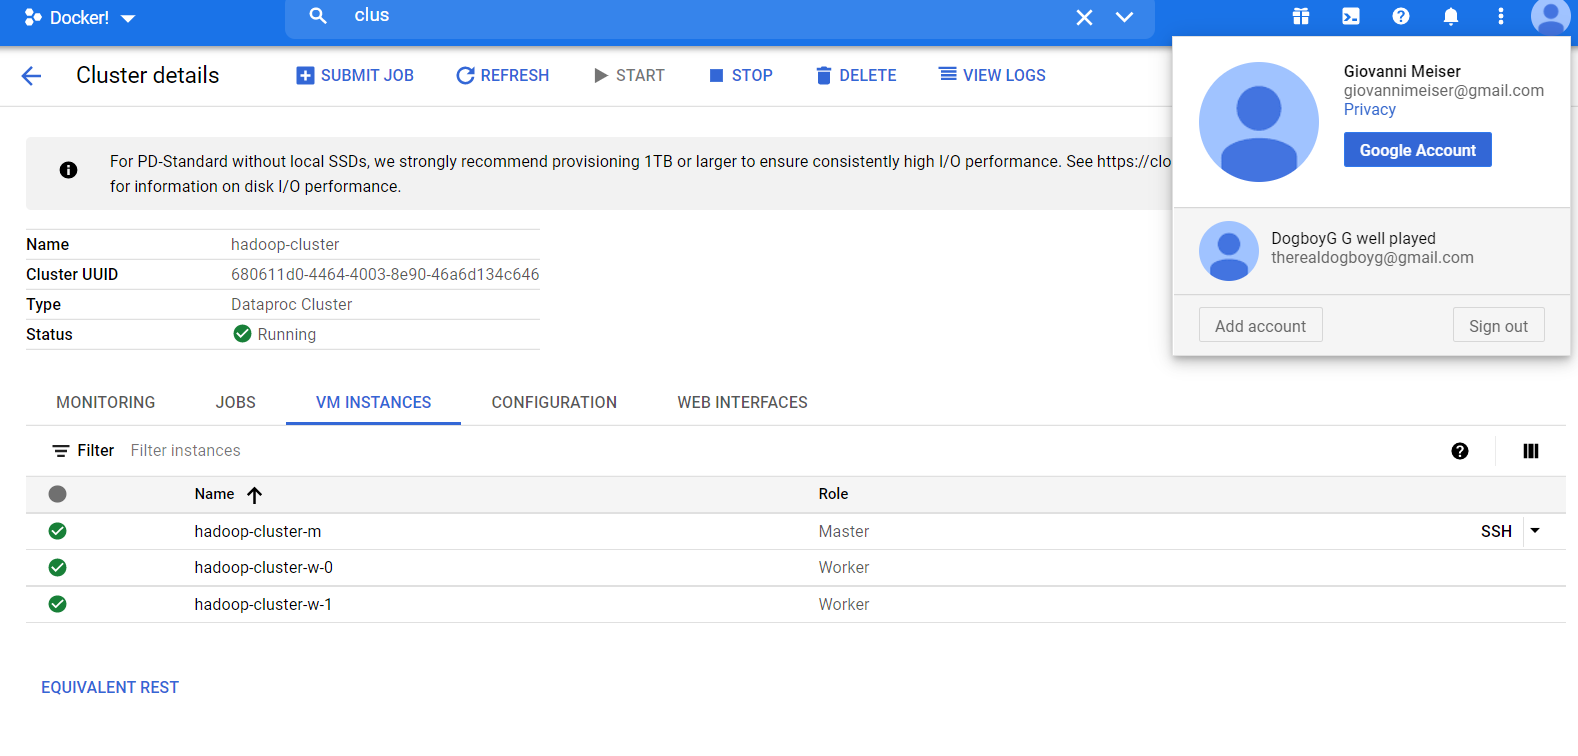 Docker!
clus
Cluster details
SUBMIT JOB
REFRESH
START
STOP
DELETE
VIEW LOGS
Giovanni Meiser
giovannimeiser@gmail.com
Privacy
Google Account
DogboyG G well played
therealdogboyg@gmail.com
Add account
Sign out
For PD-Standard without local SSDs, we strongly recommend provisioning 1TB or larger to ensure consistently high I/O performance. See https://clo
for information on disk I/O performance.
Name hadoop-cluster
Cluster UUID 680611d0-4464-4003-8e90-46a6d134c646
Type Dataproc Cluster
Status Running
MONITORING
JOBS
VM INSTANCES
CONFIGURATION
WEB INTERFACES
Filter Filter instances
Name Role
hadoop-cluster-m Master SSH
hadoop-cluster-w-0 Worker
hadoop-cluster-w-1 Worker
EQUIVALENT REST